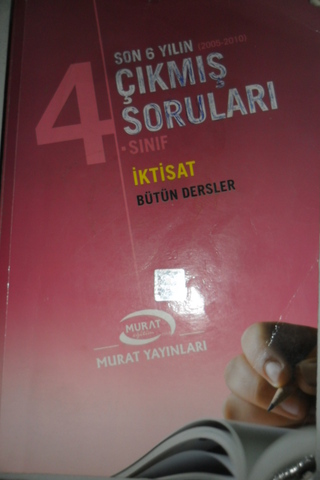 SON 6 YILIN (2005-2010)
4.SINIF
ÇIKMIŞ
SORULARI
İKTİSAT
BÜTÜN DERSLER
MURAT
MURAT YAYINLARI